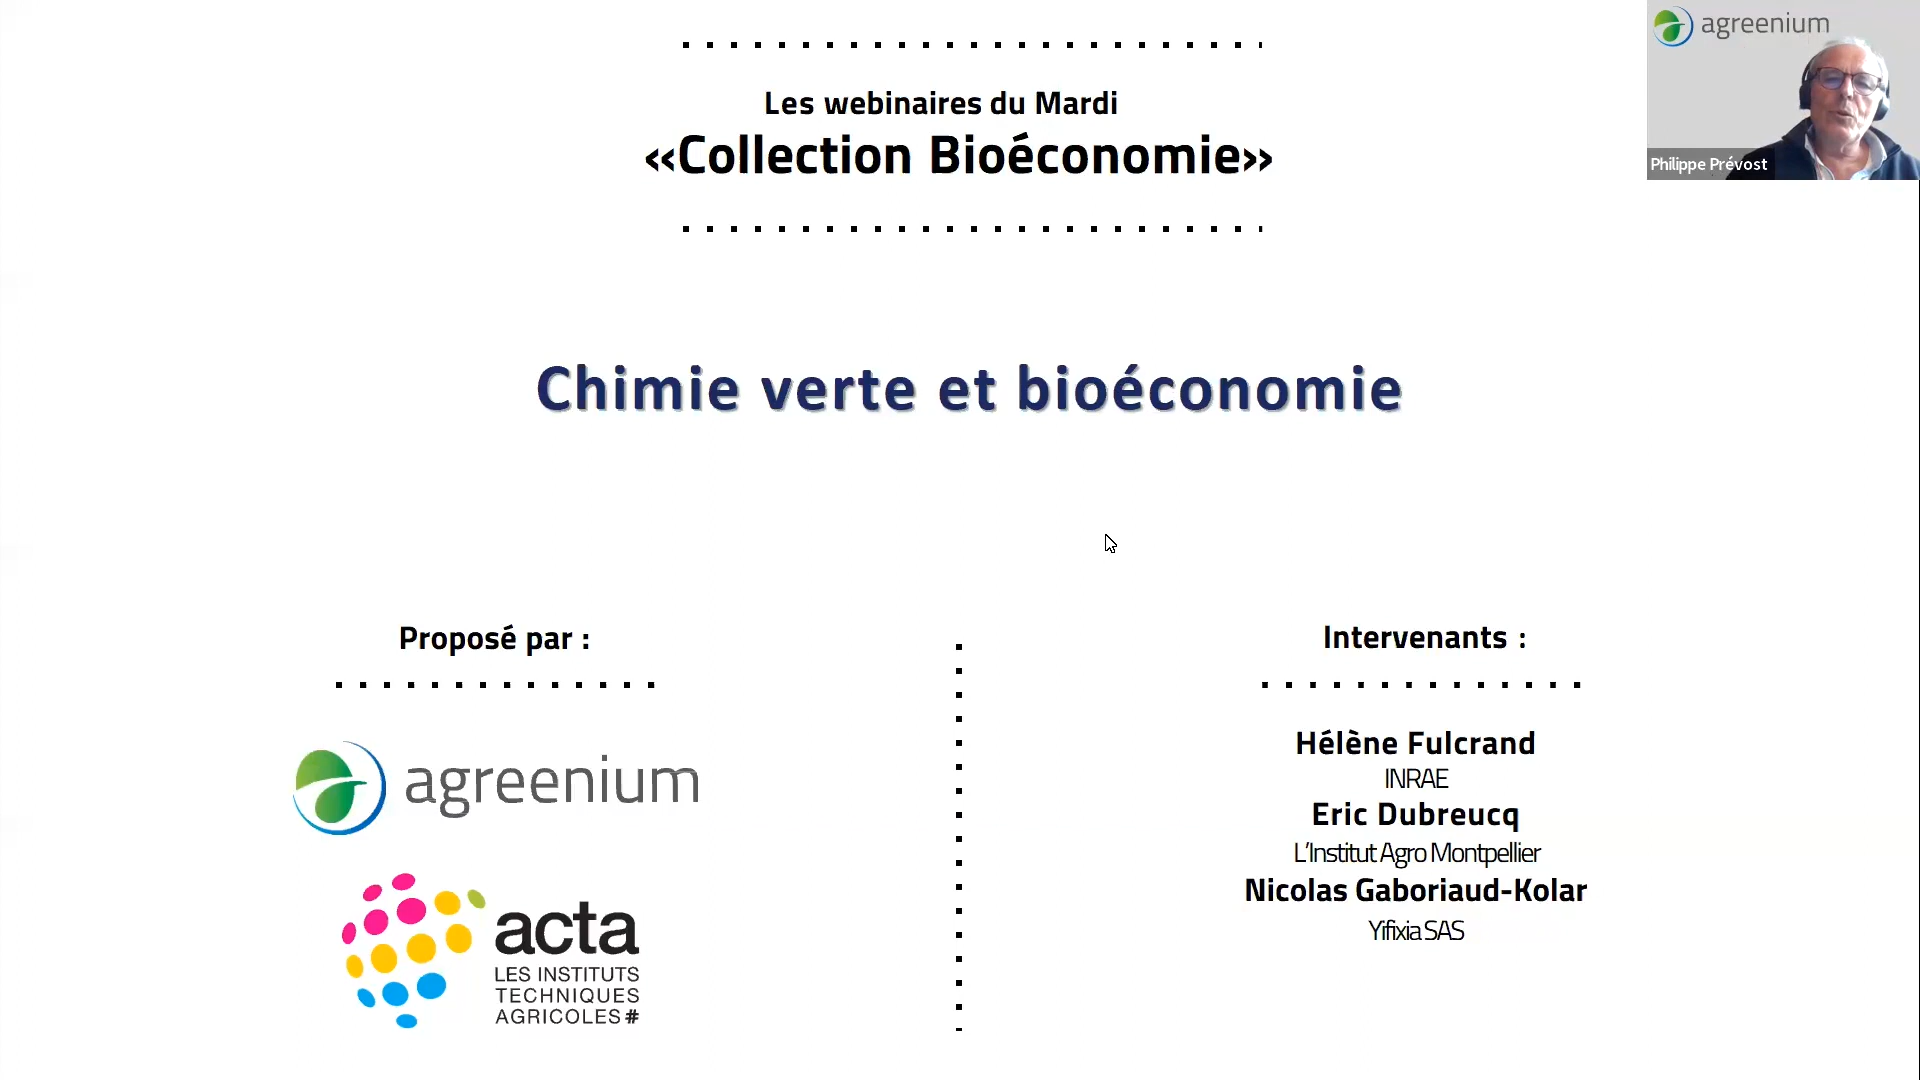 Les webinaires du Mardi
«Collection Bioéconomie»
agreenium
Philippe Prévost
Chimie verte et bioéconomie
Proposé par :
agreenium
acta
LES INSTITUTS
TECHNIQUES
AGRICOLES#
Intervenants :
Hélène Fulcrand
INRAE
Eric Dubreucq
L'Institut Agro Montpellier
Nicolas Gaboriaud-Kolar
Yifixia SAS